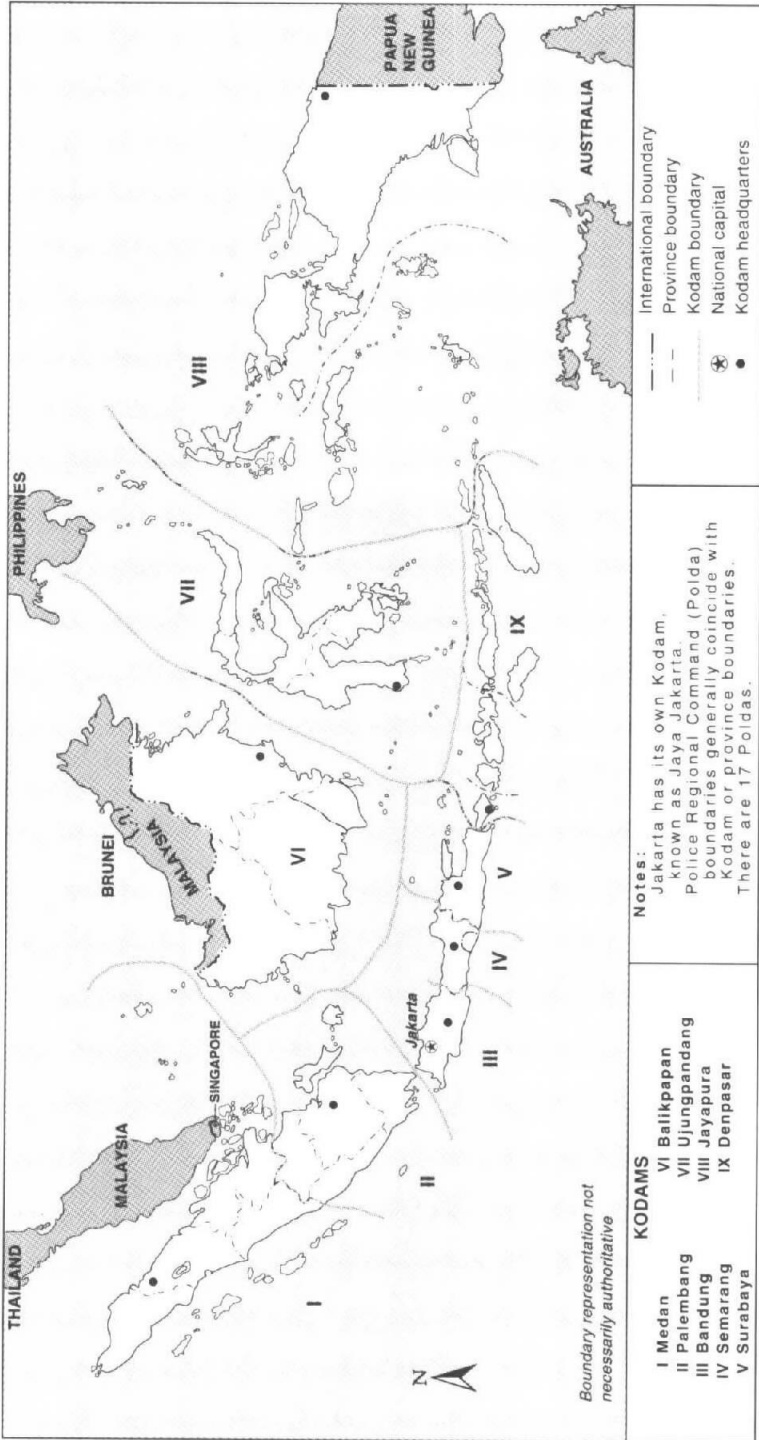 THAILAND
MALAYSIA
SINGAPORE
BRUNEI
(?)
MALAYSIA
PHILIPPINES
PAPUA
NEW
GUINEA
AUSTRALIA
I
II
III
IV
V
VI
VII
VIII
IX
Jakarta
N
Boundary representation not
necessarily authoritative
KODAMS
I Medan
II Palembang
III Bandung
IV Semarang
V Surabaya
VI Balikpapan
VII Ujungpandang
VIII Jayapura
IX Denpasar
Notes:
Jakarta has its own Kodam,
known as Jaya Jakarta.
Police Regional Command (Polda)
boundaries generally coincide with
Kodam or province boundaries.
There are 17 Poldas.
International boundary
Province boundary
Kodam boundary
National capital
Kodam headquarters